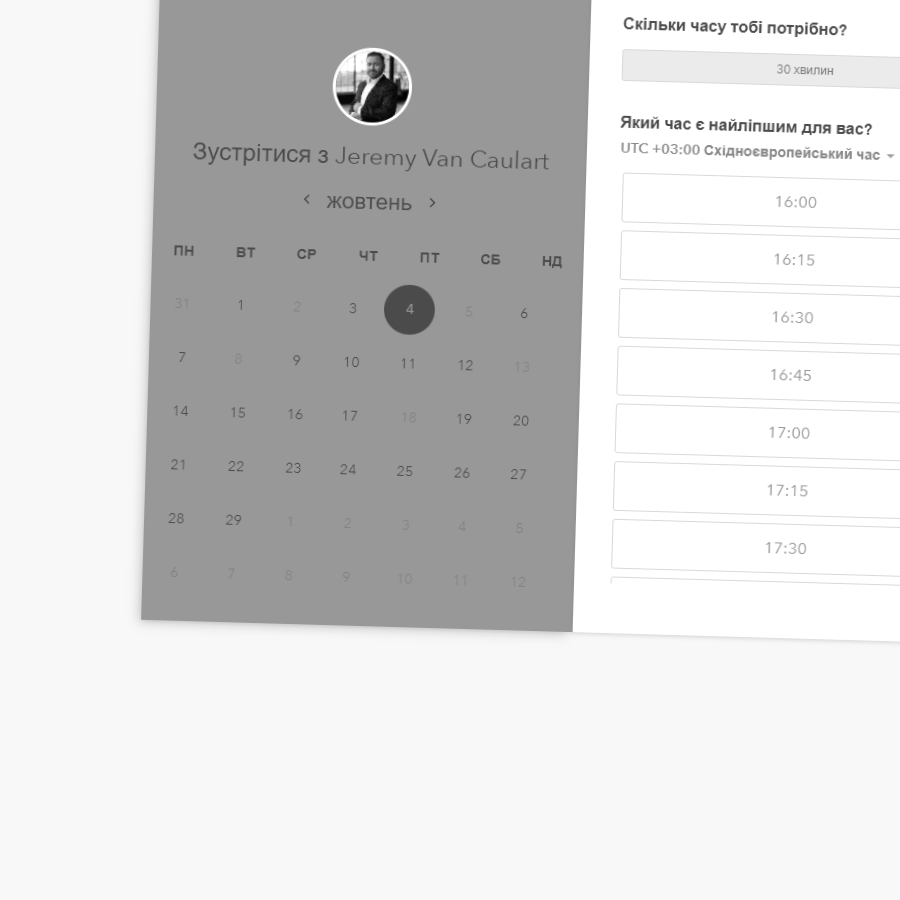 Зустрітися з Jeremy Van Caulart
жовтень
ПН ВТ СР ЧТ ПТ СБ НД
31 1 2 3 4 5 6
7 8 9 10 11 12 13
14 15 16 17 18 19 20
21 22 23 24 25 26 27
28 29 1 2 3 4 5
6 7 8 9 10 11 12
Скільки часу тобі потрібно?
30 хвилин
Який час є найліпшим для вас?
UTC +03:00 Східноєвропейський час
16:00
16:15
16:30
16:45
17:00
17:15
17:30